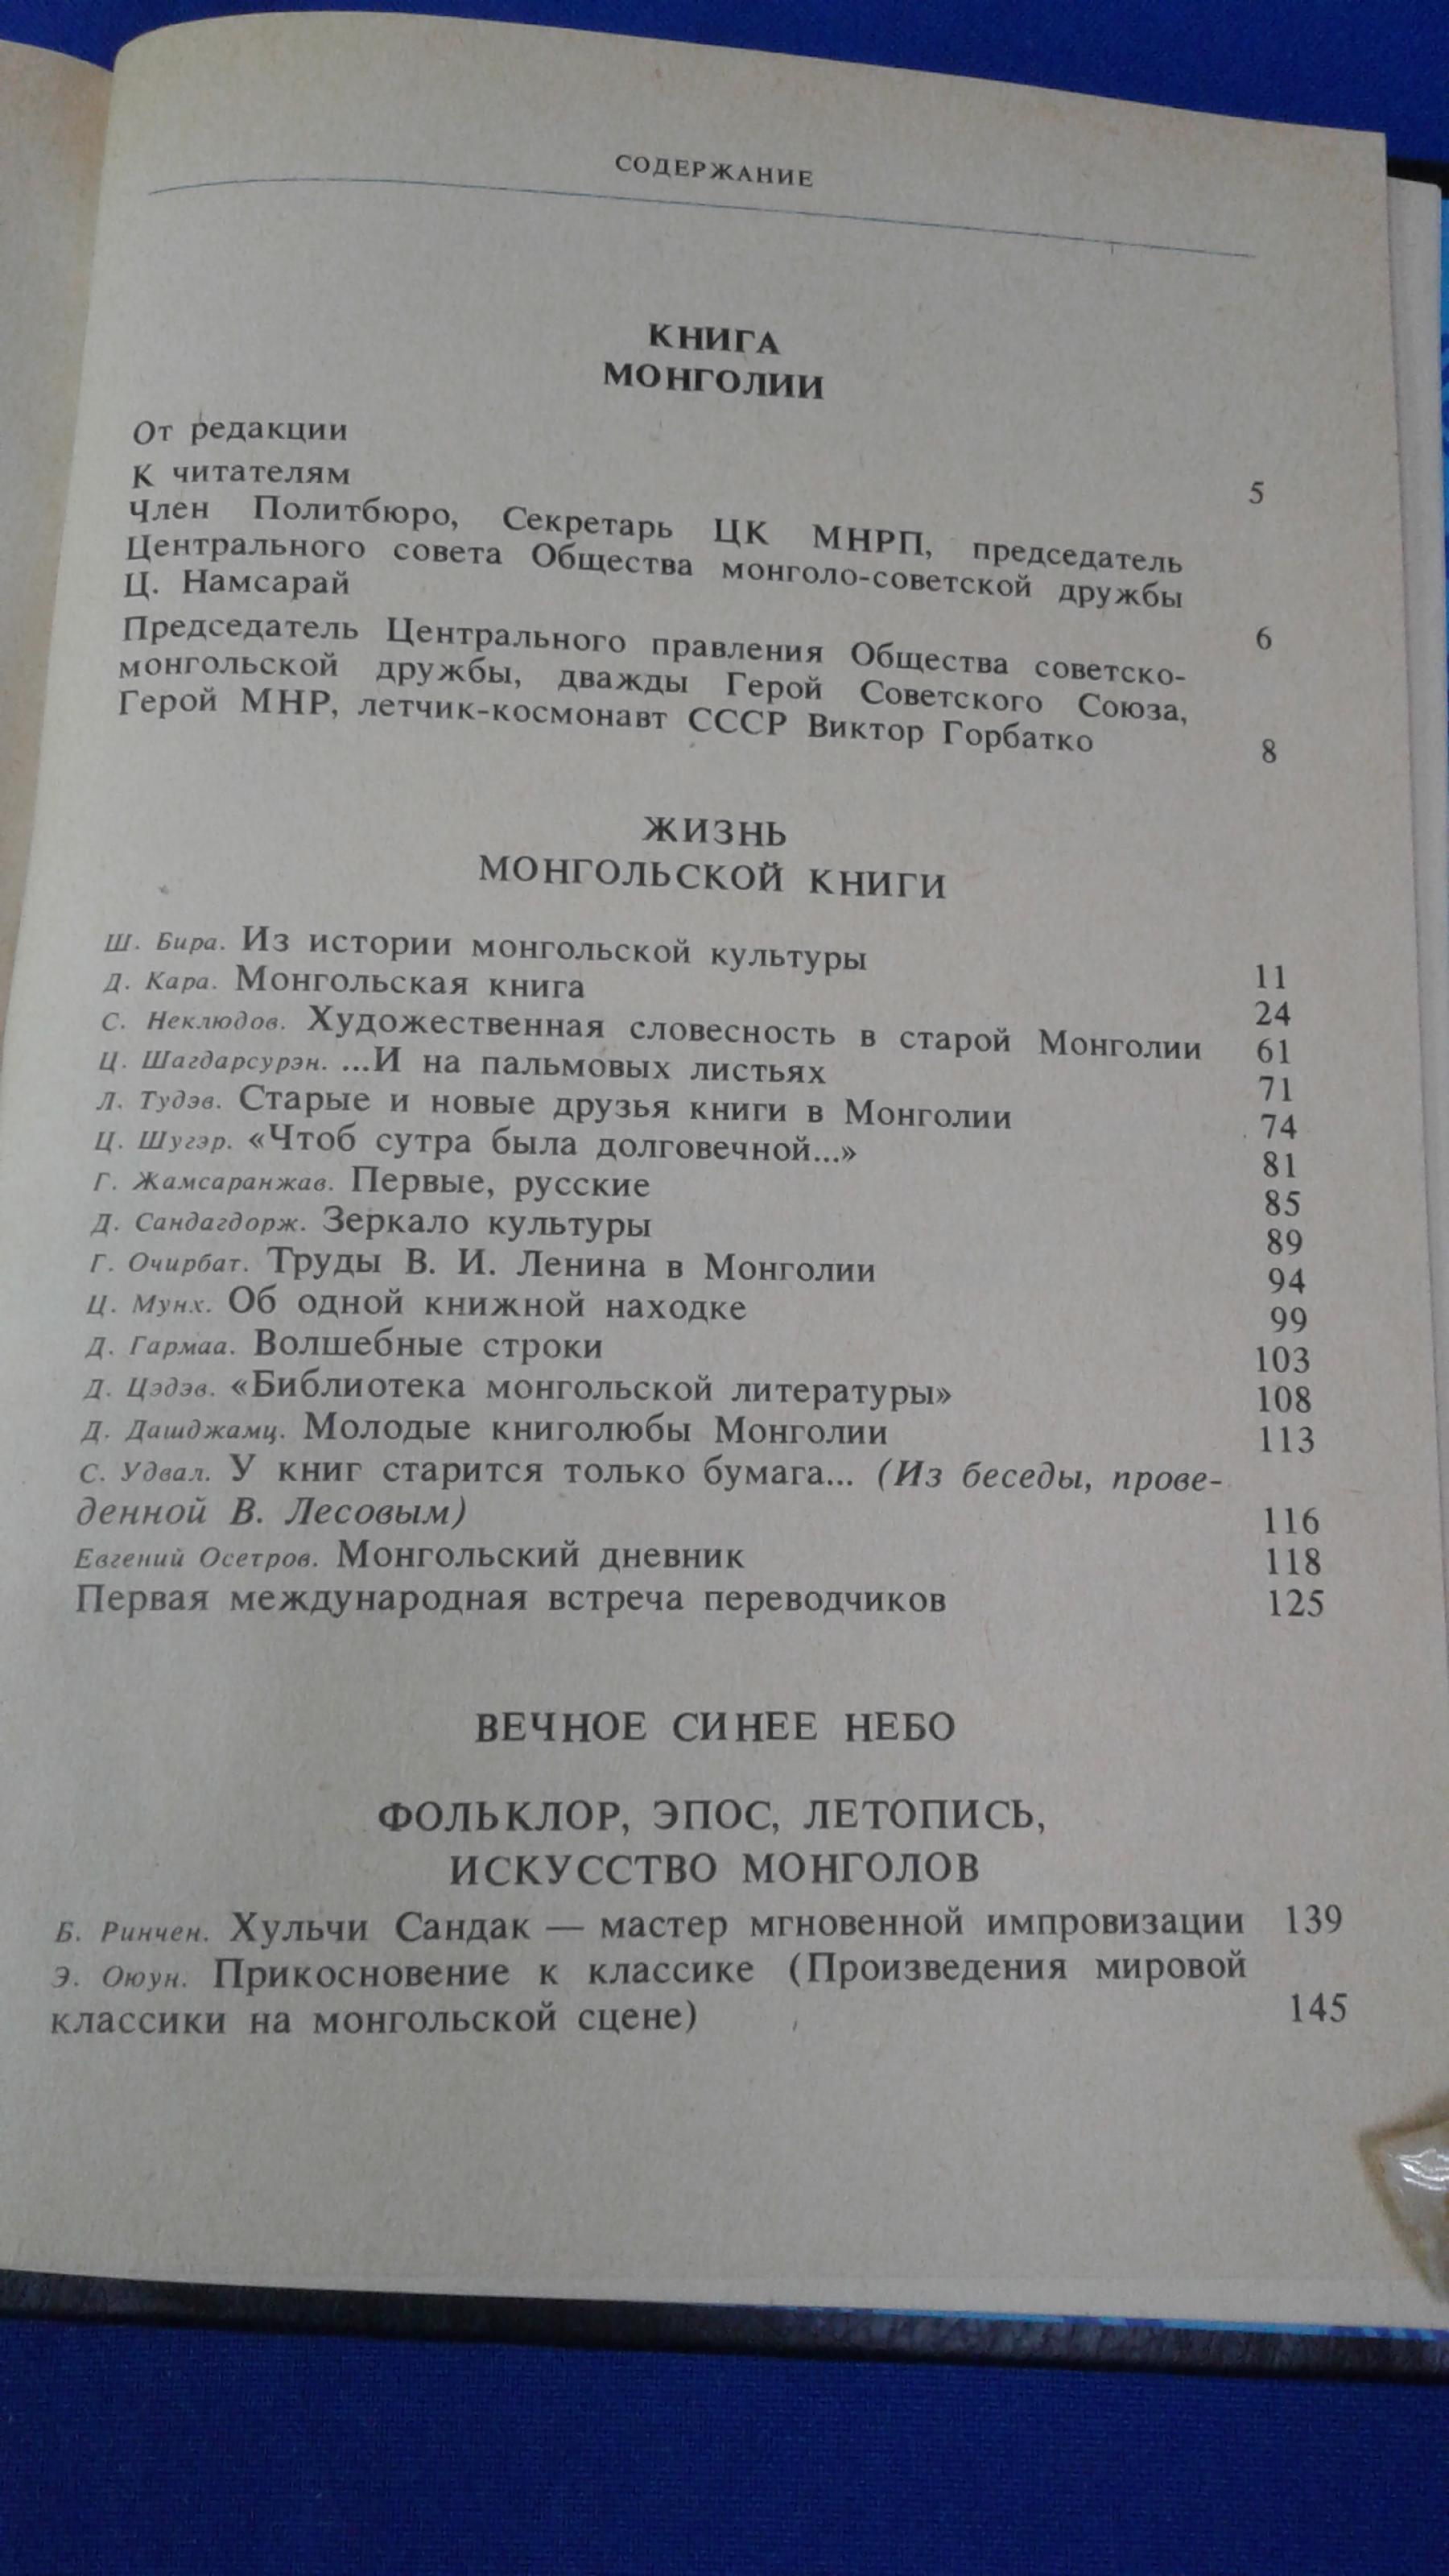 СОДЕРЖАНИЕ
КНИГА
МОНГОЛИИ
От редакции 5
К читателям
Член Политбюро, Секретарь ЦК МНРП, председатель
Центрального совета Общества монголо-советской дружбы
Ц. Намсарай 6
Председатель Центрального правления Общества советско-
монгольской дружбы, дважды Герой Советского Союза,
Герой МНР, летчик-космонавт СССР Виктор Горбатко 8
ЖИЗНЬ
МОНГОЛЬСКОЙ КНИГИ
Ш. Бира. Из истории монгольской культуры 11
Д. Кара. Монгольская книга 24
С. Неклюдов. Художественная словесность в старой Монголии 61
Ц. Шагдарсурэн. ...И на пальмовых листьях 71
Л. Тудэв. Старые и новые друзья книги в Монголии 74
Ц. Шугэр. «Чтоб сутра была долговечной...» 81
Г. Жамсаранжав. Первые, русские 85
Д. Сандагдорж. Зеркало культуры 89
Г. Очирбат. Труды В. И. Ленина в Монголии 94
Ц. Мунх. Об одной книжной находке 99
Д. Гармаа. Волшебные строки 103
Д. Цэдэв. «Библиотека монгольской литературы» 108
Д. Дашджамц. Молодые книголюбы Монголии 113
С. Удвал. У книг старится только бумага... (Из беседы, прове-
денной В. Лесовым) 116
Евгений Осетров. Монгольский дневник 118
Первая международная встреча переводчиков 125
ВЕЧНОЕ СИНЕЕ НЕБО
ФОЛЬКЛОР, ЭПОС, ЛЕТОПИСЬ,
ИСКУССТВО МОНГОЛОВ
Б. Ринчен. Хульчи Сандак — мастер мгновенной импровизации 139
Э. Оюун. Прикосновение к классике (Произведения мировой
классики на монгольской сцене) 145